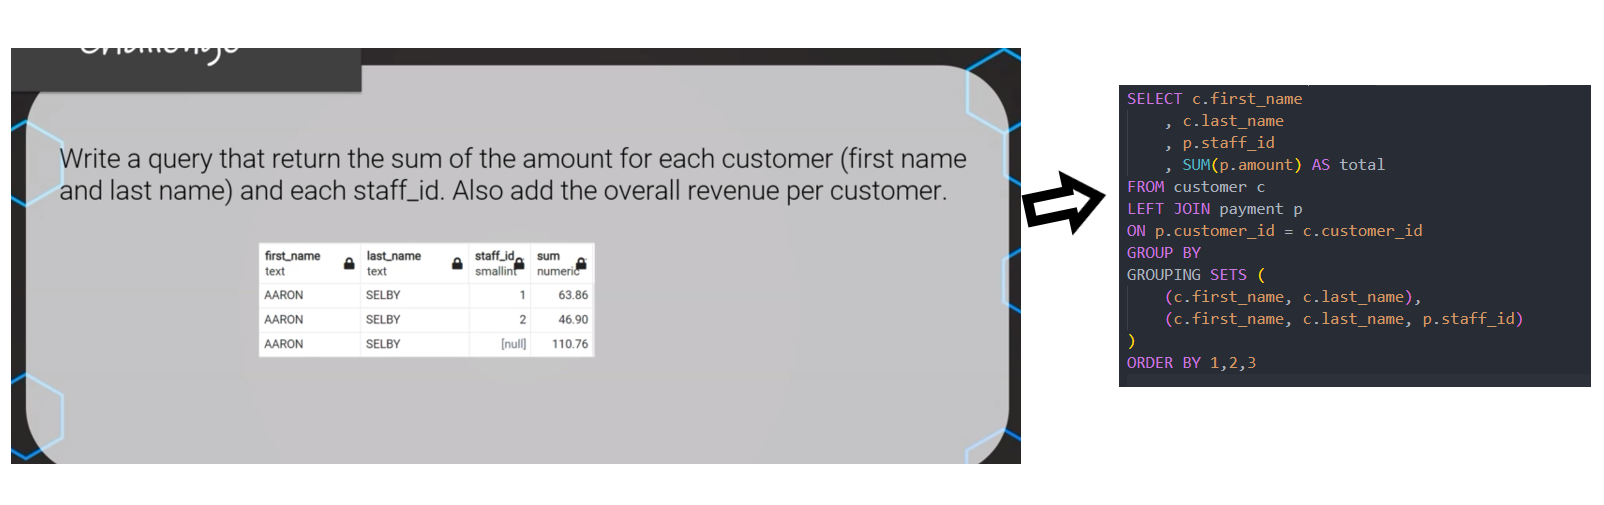 Challenge
Write a query that return the sum of the amount for each customer (first name
and last name) and each staff_id. Also add the overall revenue per customer.
first_name last_name staff_id sum
text text smallint numeric
AARON SELBY 1 63.86
AARON SELBY 2 46.90
AARON SELBY [null] 110.76
SELECT c.first_name
, c.last_name
, p.staff_id
, SUM(p.amount) AS total
FROM customer c
LEFT JOIN payment p
ON p.customer_id = c.customer_id
GROUP BY
GROUPING SETS (
(c.first_name, c.last_name),
(c.first_name, c.last_name, p.staff_id)
)
ORDER BY 1,2,3